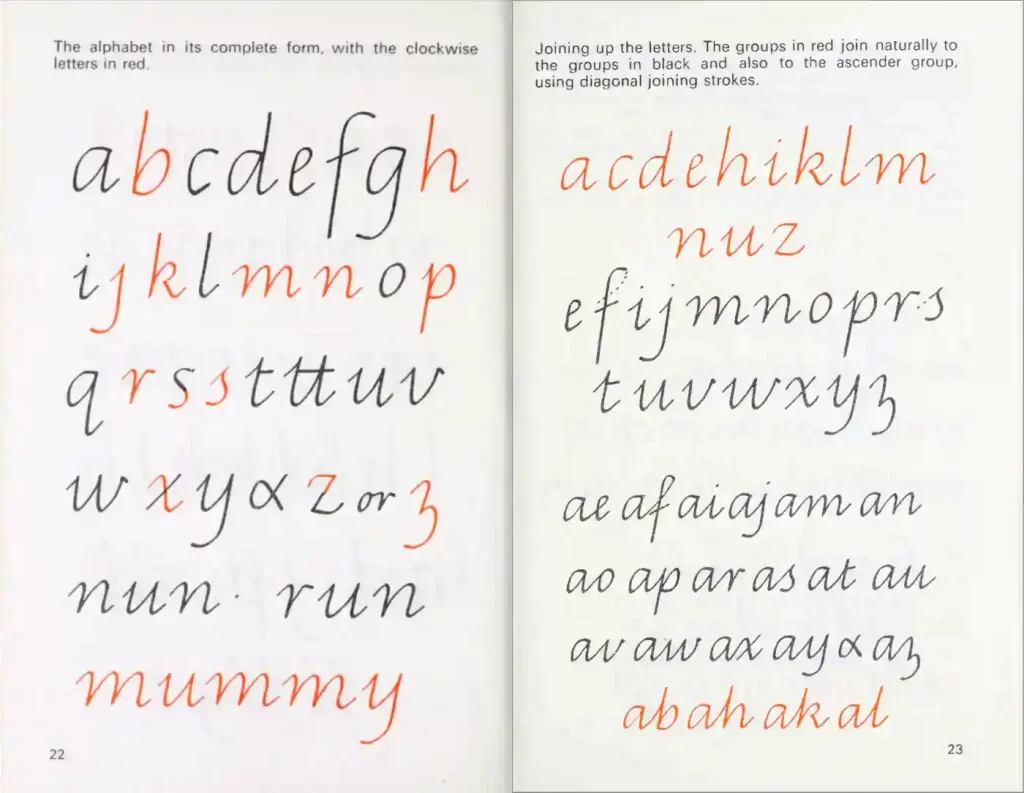 The alphabet in its complete form, with the clockwise
letters in red.
abcdefgh
ijklmnop
qrsstttuv
wxyαz or ʒ
nun · run
mummy
22
Joining up the letters. The groups in red join naturally to
the groups in black and also to the ascender group,
using diagonal joining strokes.
acdehiklm
nuz
efijmnoprs
tuvwxyʒ
ae af ai aj am an
ao ap ar as at au
av aw ax ay α aʒ
ab ah ak al
23